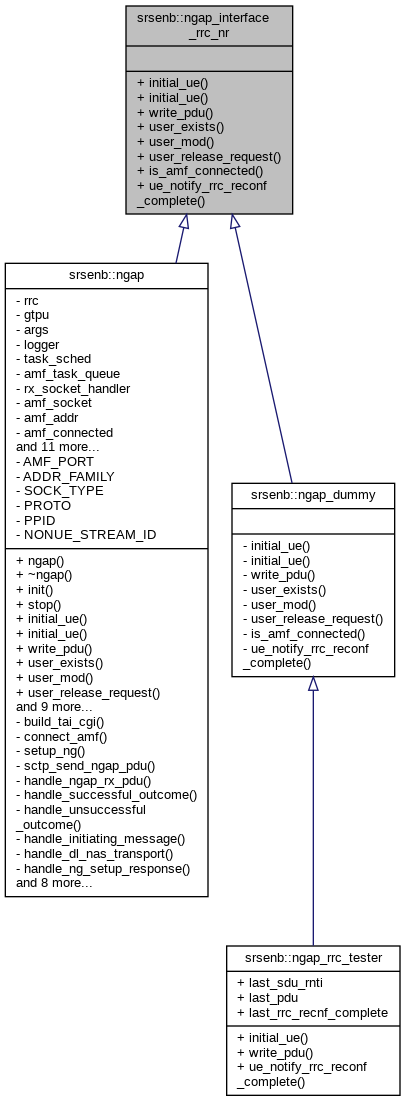 srsenb::ngap_interface
_rrc_nr
+ initial_ue()
+ initial_ue()
+ write_pdu()
+ user_exists()
+ user_mod()
+ user_release_request()
+ is_amf_connected()
+ ue_notify_rrc_reconf
_complete()
srsenb::ngap
- rrc
- gtpu
- args
- logger
- task_sched
- amf_task_queue
- rx_socket_handler
- amf_socket
- amf_addr
- amf_connected
and 11 more...
- AMF_PORT
- ADDR_FAMILY
- SOCK_TYPE
- PROTO
- PPID
- NONUE_STREAM_ID
+ ngap()
+ ~ngap()
+ init()
+ stop()
+ initial_ue()
+ initial_ue()
+ write_pdu()
+ user_exists()
+ user_mod()
+ user_release_request()
and 9 more...
- build_tai_cgi()
- connect_amf()
- setup_ng()
- sctp_send_ngap_pdu()
- handle_ngap_rx_pdu()
- handle_successful_outcome()
- handle_unsuccessful
_outcome()
- handle_initiating_message()
- handle_dl_nas_transport()
- handle_ng_setup_response()
and 8 more...
srsenb::ngap_dummy
- initial_ue()
- initial_ue()
- write_pdu()
- user_exists()
- user_mod()
- user_release_request()
- is_amf_connected()
- ue_notify_rrc_reconf
_complete()
srsenb::ngap_rrc_tester
+ last_sdu_rnti
+ last_pdu
+ last_rrc_recnf_complete
+ initial_ue()
+ write_pdu()
+ ue_notify_rrc_reconf
_complete()